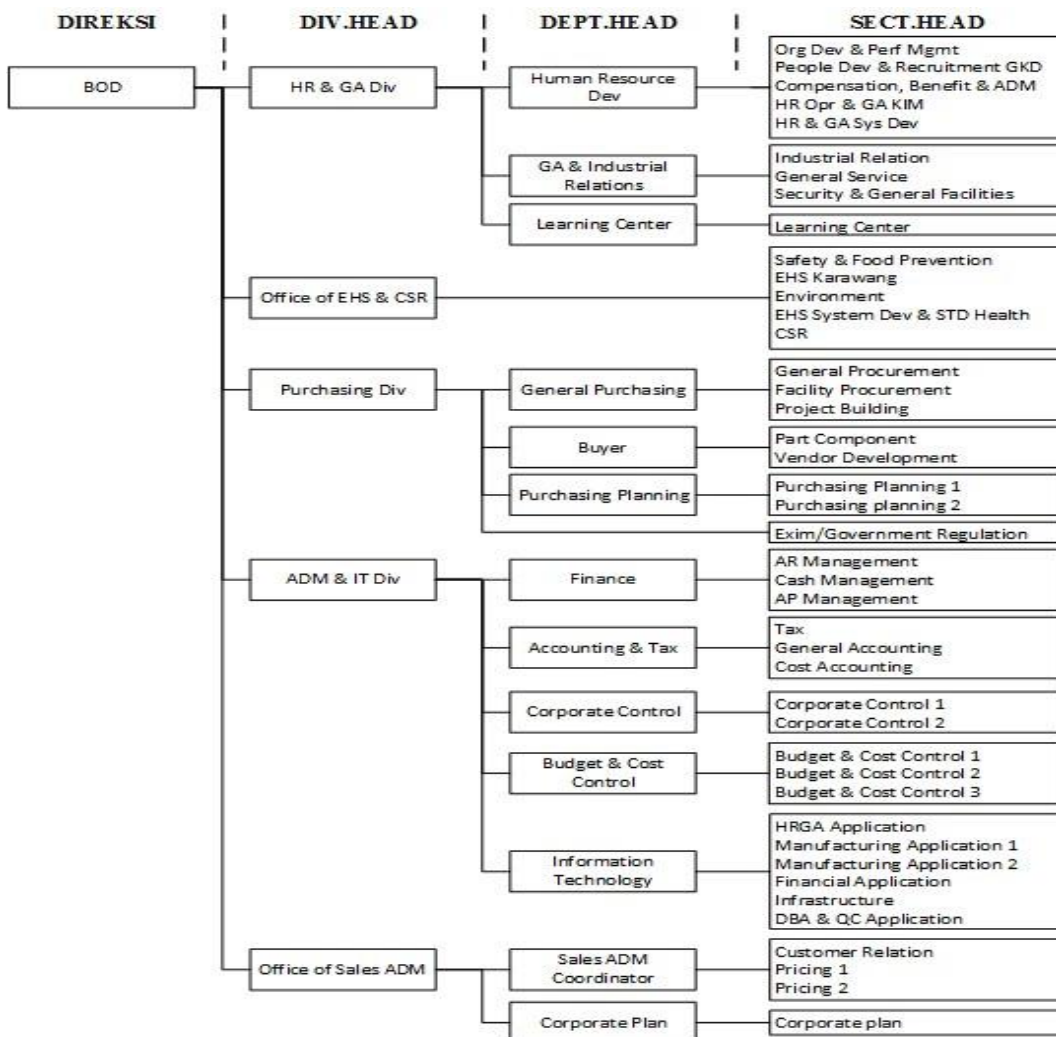 DIREKSI
DIV.HEAD
DEPT.HEAD
SECT.HEAD
BOD
HR & GA Div
Human Resource
Dev
Org Dev & Perf Mgmt
People Dev & Recruitment GKD
Compensation, Benefit & ADM
HR Opr & GA KIM
HR & GA Sys Dev
GA & Industrial
Relations
Industrial Relation
General Service
Security & General Facilities
Learning Center
Learning Center
Office of EHS & CSR
Safety & Food Prevention
EHS Karawang
Environment
EHS System Dev & STD Health
CSR
Purchasing Div
General Purchasing
General Procurement
Facility Procurement
Project Building
Buyer
Part Component
Vendor Development
Purchasing Planning
Purchasing Planning 1
Purchasing planning 2
Exim/Government Regulation
ADM & IT Div
Finance
AR Management
Cash Management
AP Management
Accounting & Tax
Tax
General Accounting
Cost Accounting
Corporate Control
Corporate Control 1
Corporate Control 2
Budget & Cost
Control
Budget & Cost Control 1
Budget & Cost Control 2
Budget & Cost Control 3
Information
Technology
HRGA Application
Manufacturing Application 1
Manufacturing Application 2
Financial Application
Infrastructure
DBA & QC Application
Office of Sales ADM
Sales ADM
Coordinator
Customer Relation
Pricing 1
Pricing 2
Corporate Plan
Corporate plan